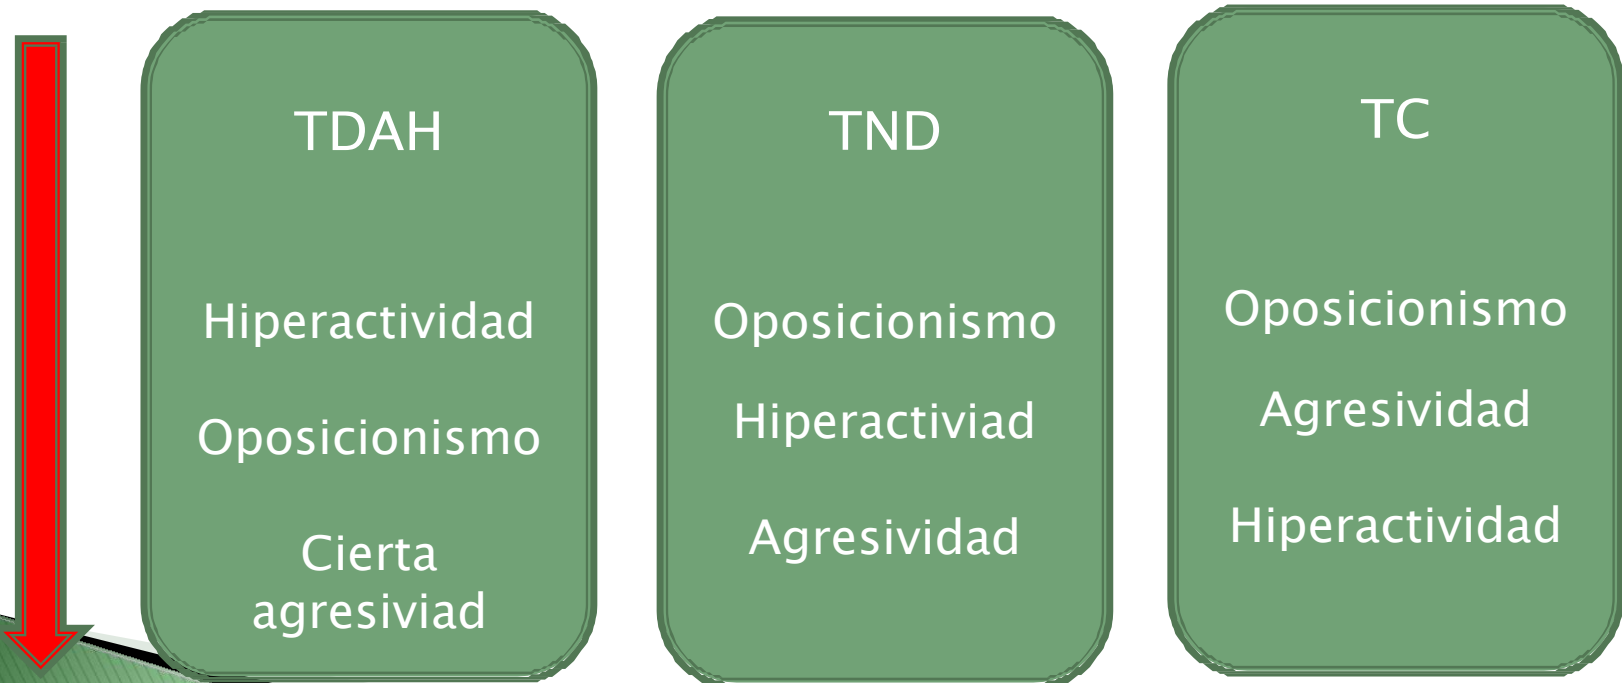 TDAH
Hiperactividad
Oposicionismo
Cierta
agresiviad
TND
Oposicionismo
Hiperactiviad
Agresividad
TC
Oposicionismo
Agresividad
Hiperactividad